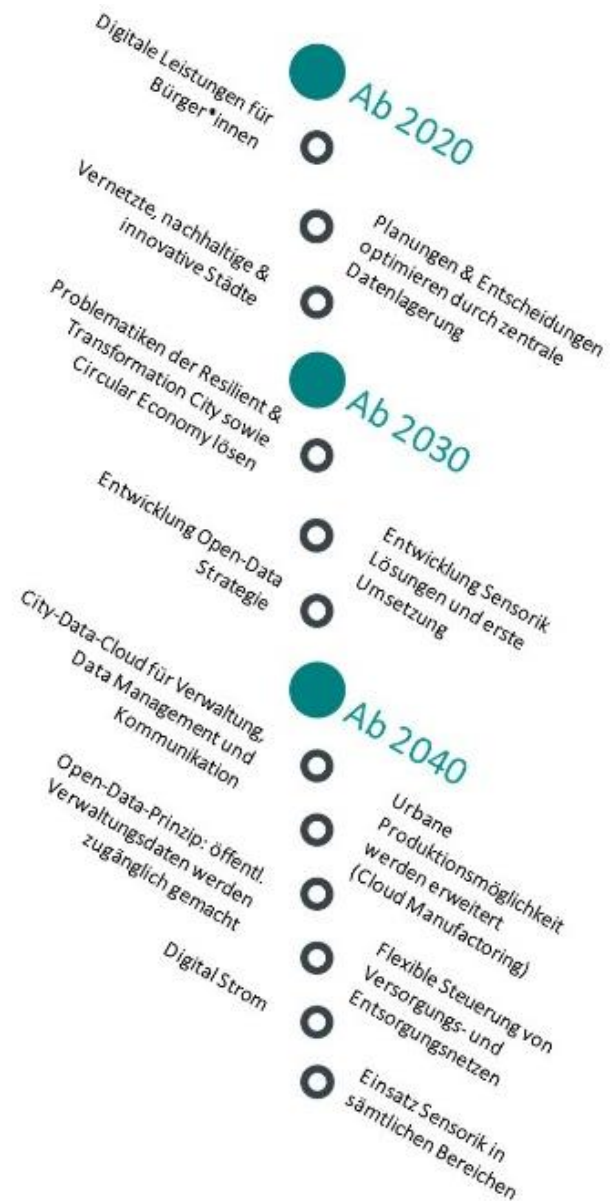 Ab 2020
Digitale Leistungen für
Bürger*innen
Planungen & Entscheidungen
optimieren durch zentrale
Datenlagerung
Vernetzte, nachhaltige &
innovative Städte
Ab 2030
Problematiken der Resilient &
Transformation City sowie
Circular Economy lösen
Entwicklung Sensorik
Lösungen und erste
Umsetzung
Entwicklung Open-Data
Strategie
Ab 2040
City-Data-Cloud für Verwaltung,
Data Management und
Kommunikation
Urbane
Produktionsmöglichkeit
werden erweitert
(Cloud Manufactoring)
Open-Data-Prinzip: öffentl.
Verwaltungsdaten werden
zugänglich gemacht
Flexible Steuerung von
Versorgungs- und
Entsorgungsnetzen
Digital Strom
Einsatz Sensorik in
sämtlichen Bereichen